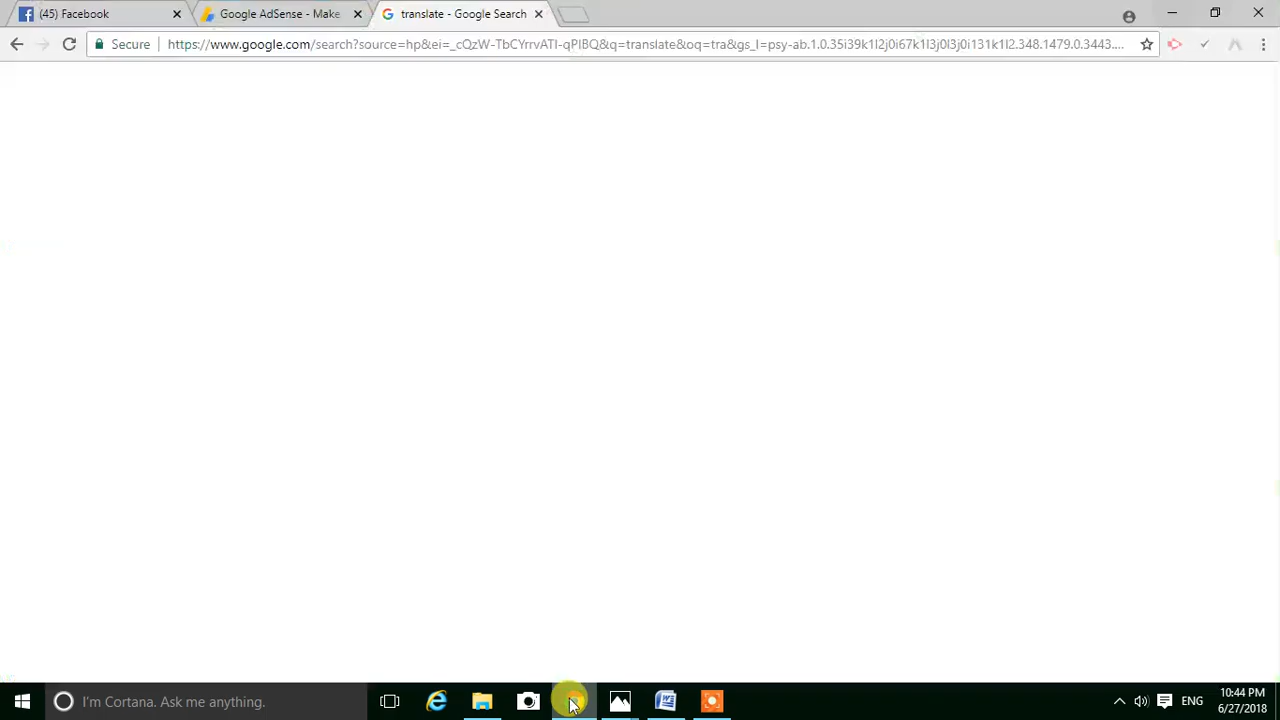 (45) Facebook
Google AdSense - Make
translate - Google Search
Secure
https://www.google.com/search?source=hp&ei=_cQzW-TbCYrrvATI-qPIBQ&q=translate&oq=tra&gs_l=psy-ab.1.0.35i39k1l2j0i67k1l3j0l3j0i131k1l2.348.1479.0.3443....
I'm Cortana. Ask me anything.
ENG
10:44 PM
6/27/2018